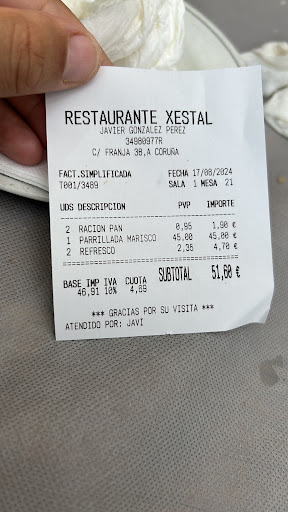 RESTAURANTE XESTAL
JAVIER GONZALEZ PEREZ
34980977R
C/ FRANJA 38,A CORUÑA
FACT.SIMPLIFICADA FECHA 17/08/2024
T001/3489 SALA 1 MESA 21
UDS DESCRIPCION PVP IMPORTE
2 RACION PAN 0,95 1,90 €
1 PARRILLADA MARISCO 45,00 45,00 €
2 REFRESCO 2,35 4,70 €
BASE IMP IVA CUOTA SUBTOTAL 51,60 €
46,91 10% 4,69
*** GRACIAS POR SU VISITA ***
ATENDIDO POR: JAVI